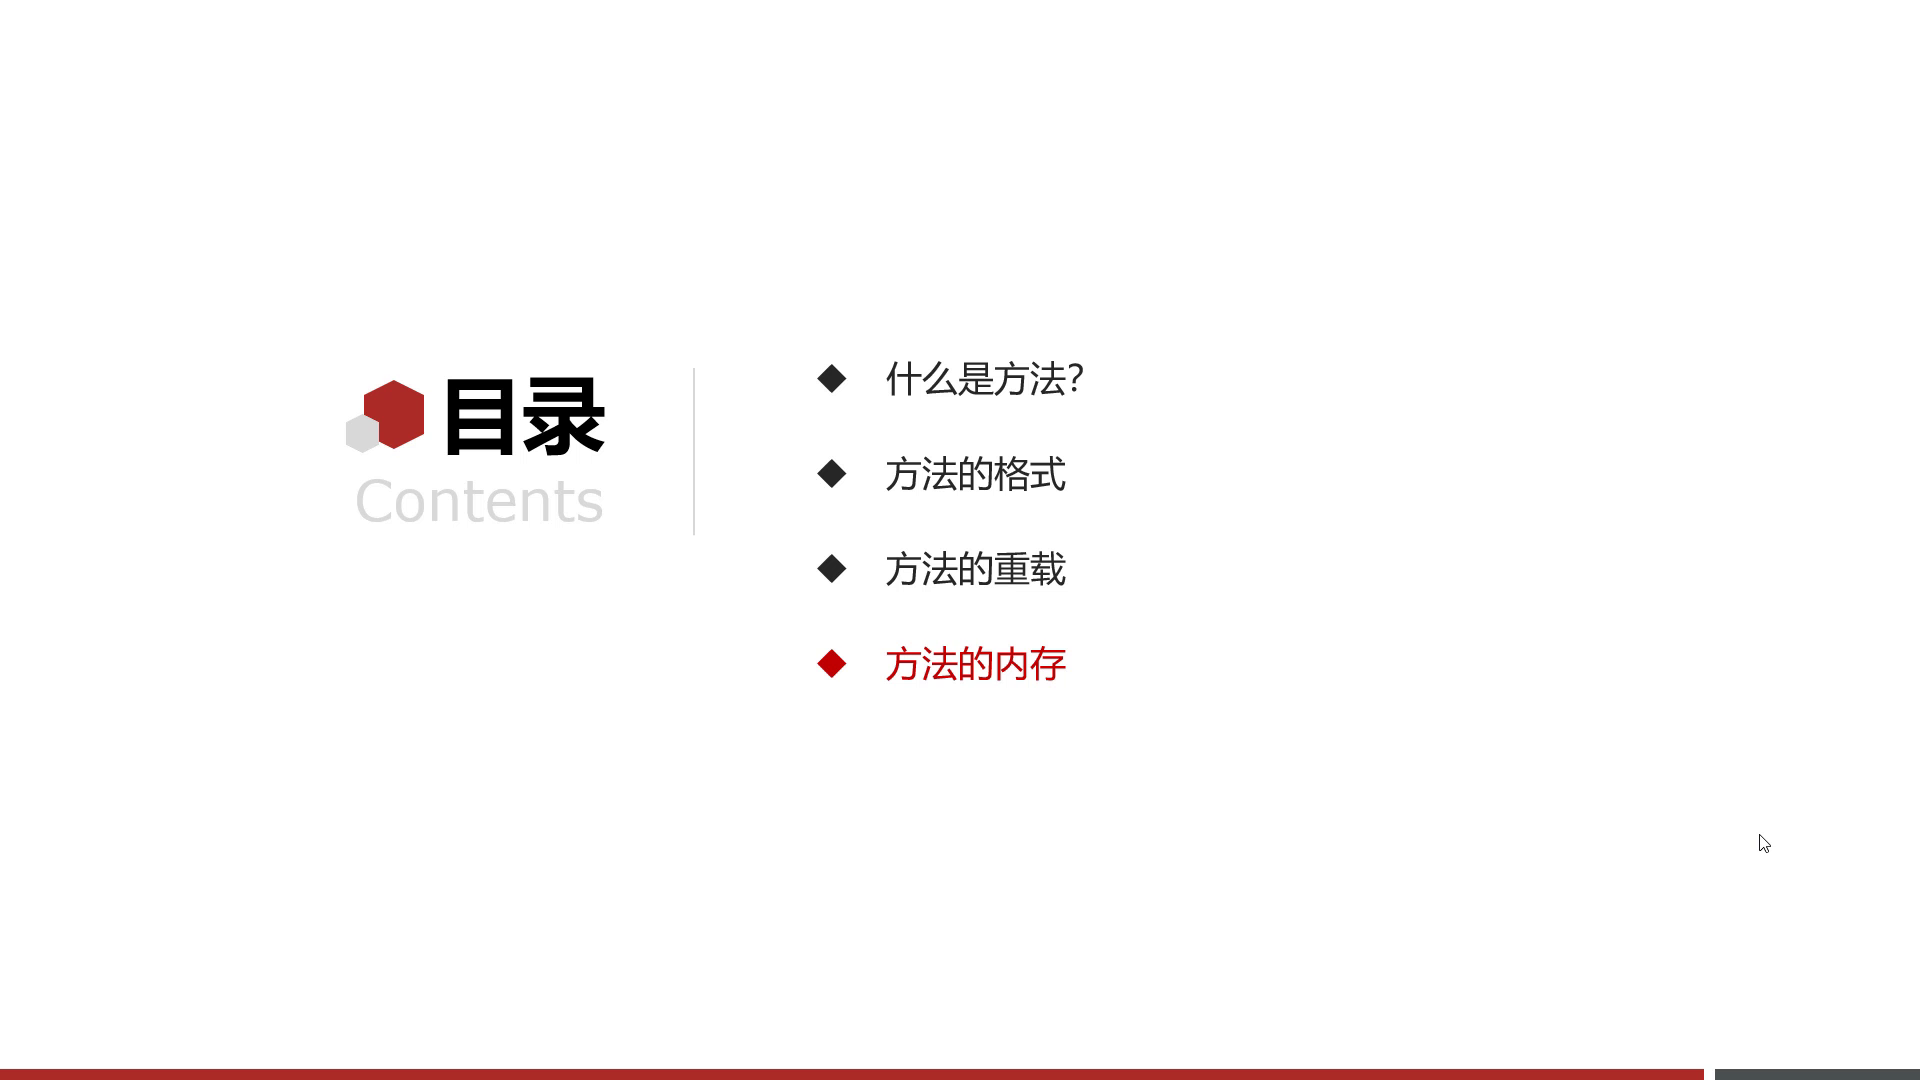 目录
Contents
什么是方法?
方法的格式
方法的重载
方法的内存